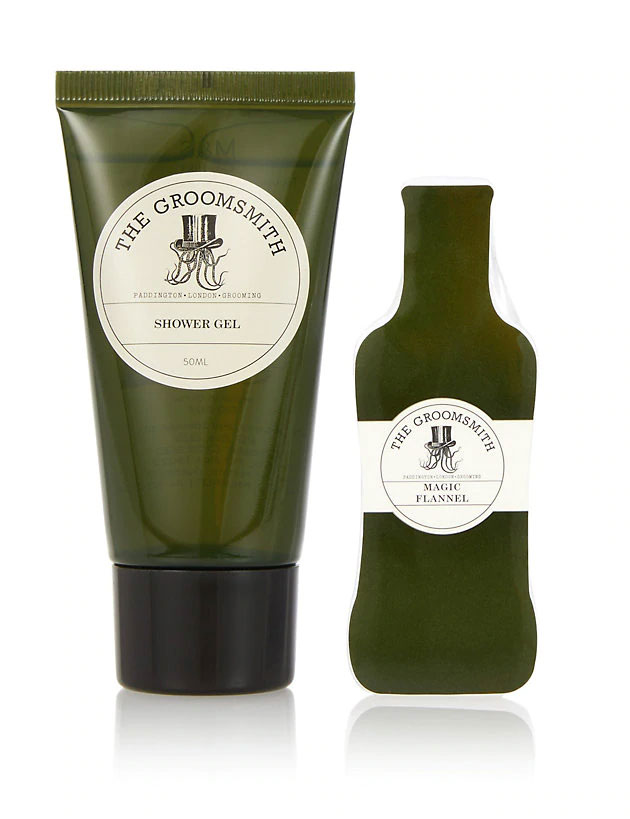 THE GROOMSMITH
PADDINGTON • LONDON • GROOMING
SHOWER GEL
50ML
THE GROOMSMITH
PADDINGTON • LONDON • GROOMING
MAGIC
FLANNEL